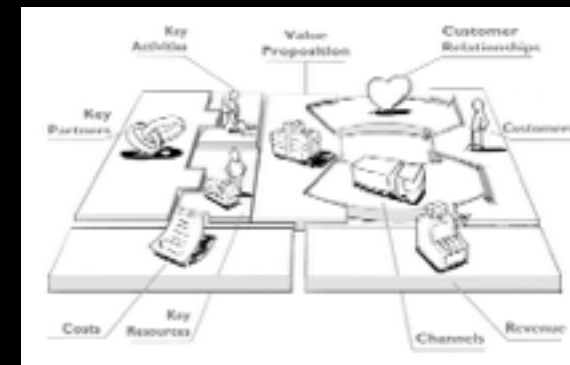 Key
Activities
Value
Proposition
Customer
Relationships
Key
Partners
Customers
Costs
Key
Resources
Channels
Revenue